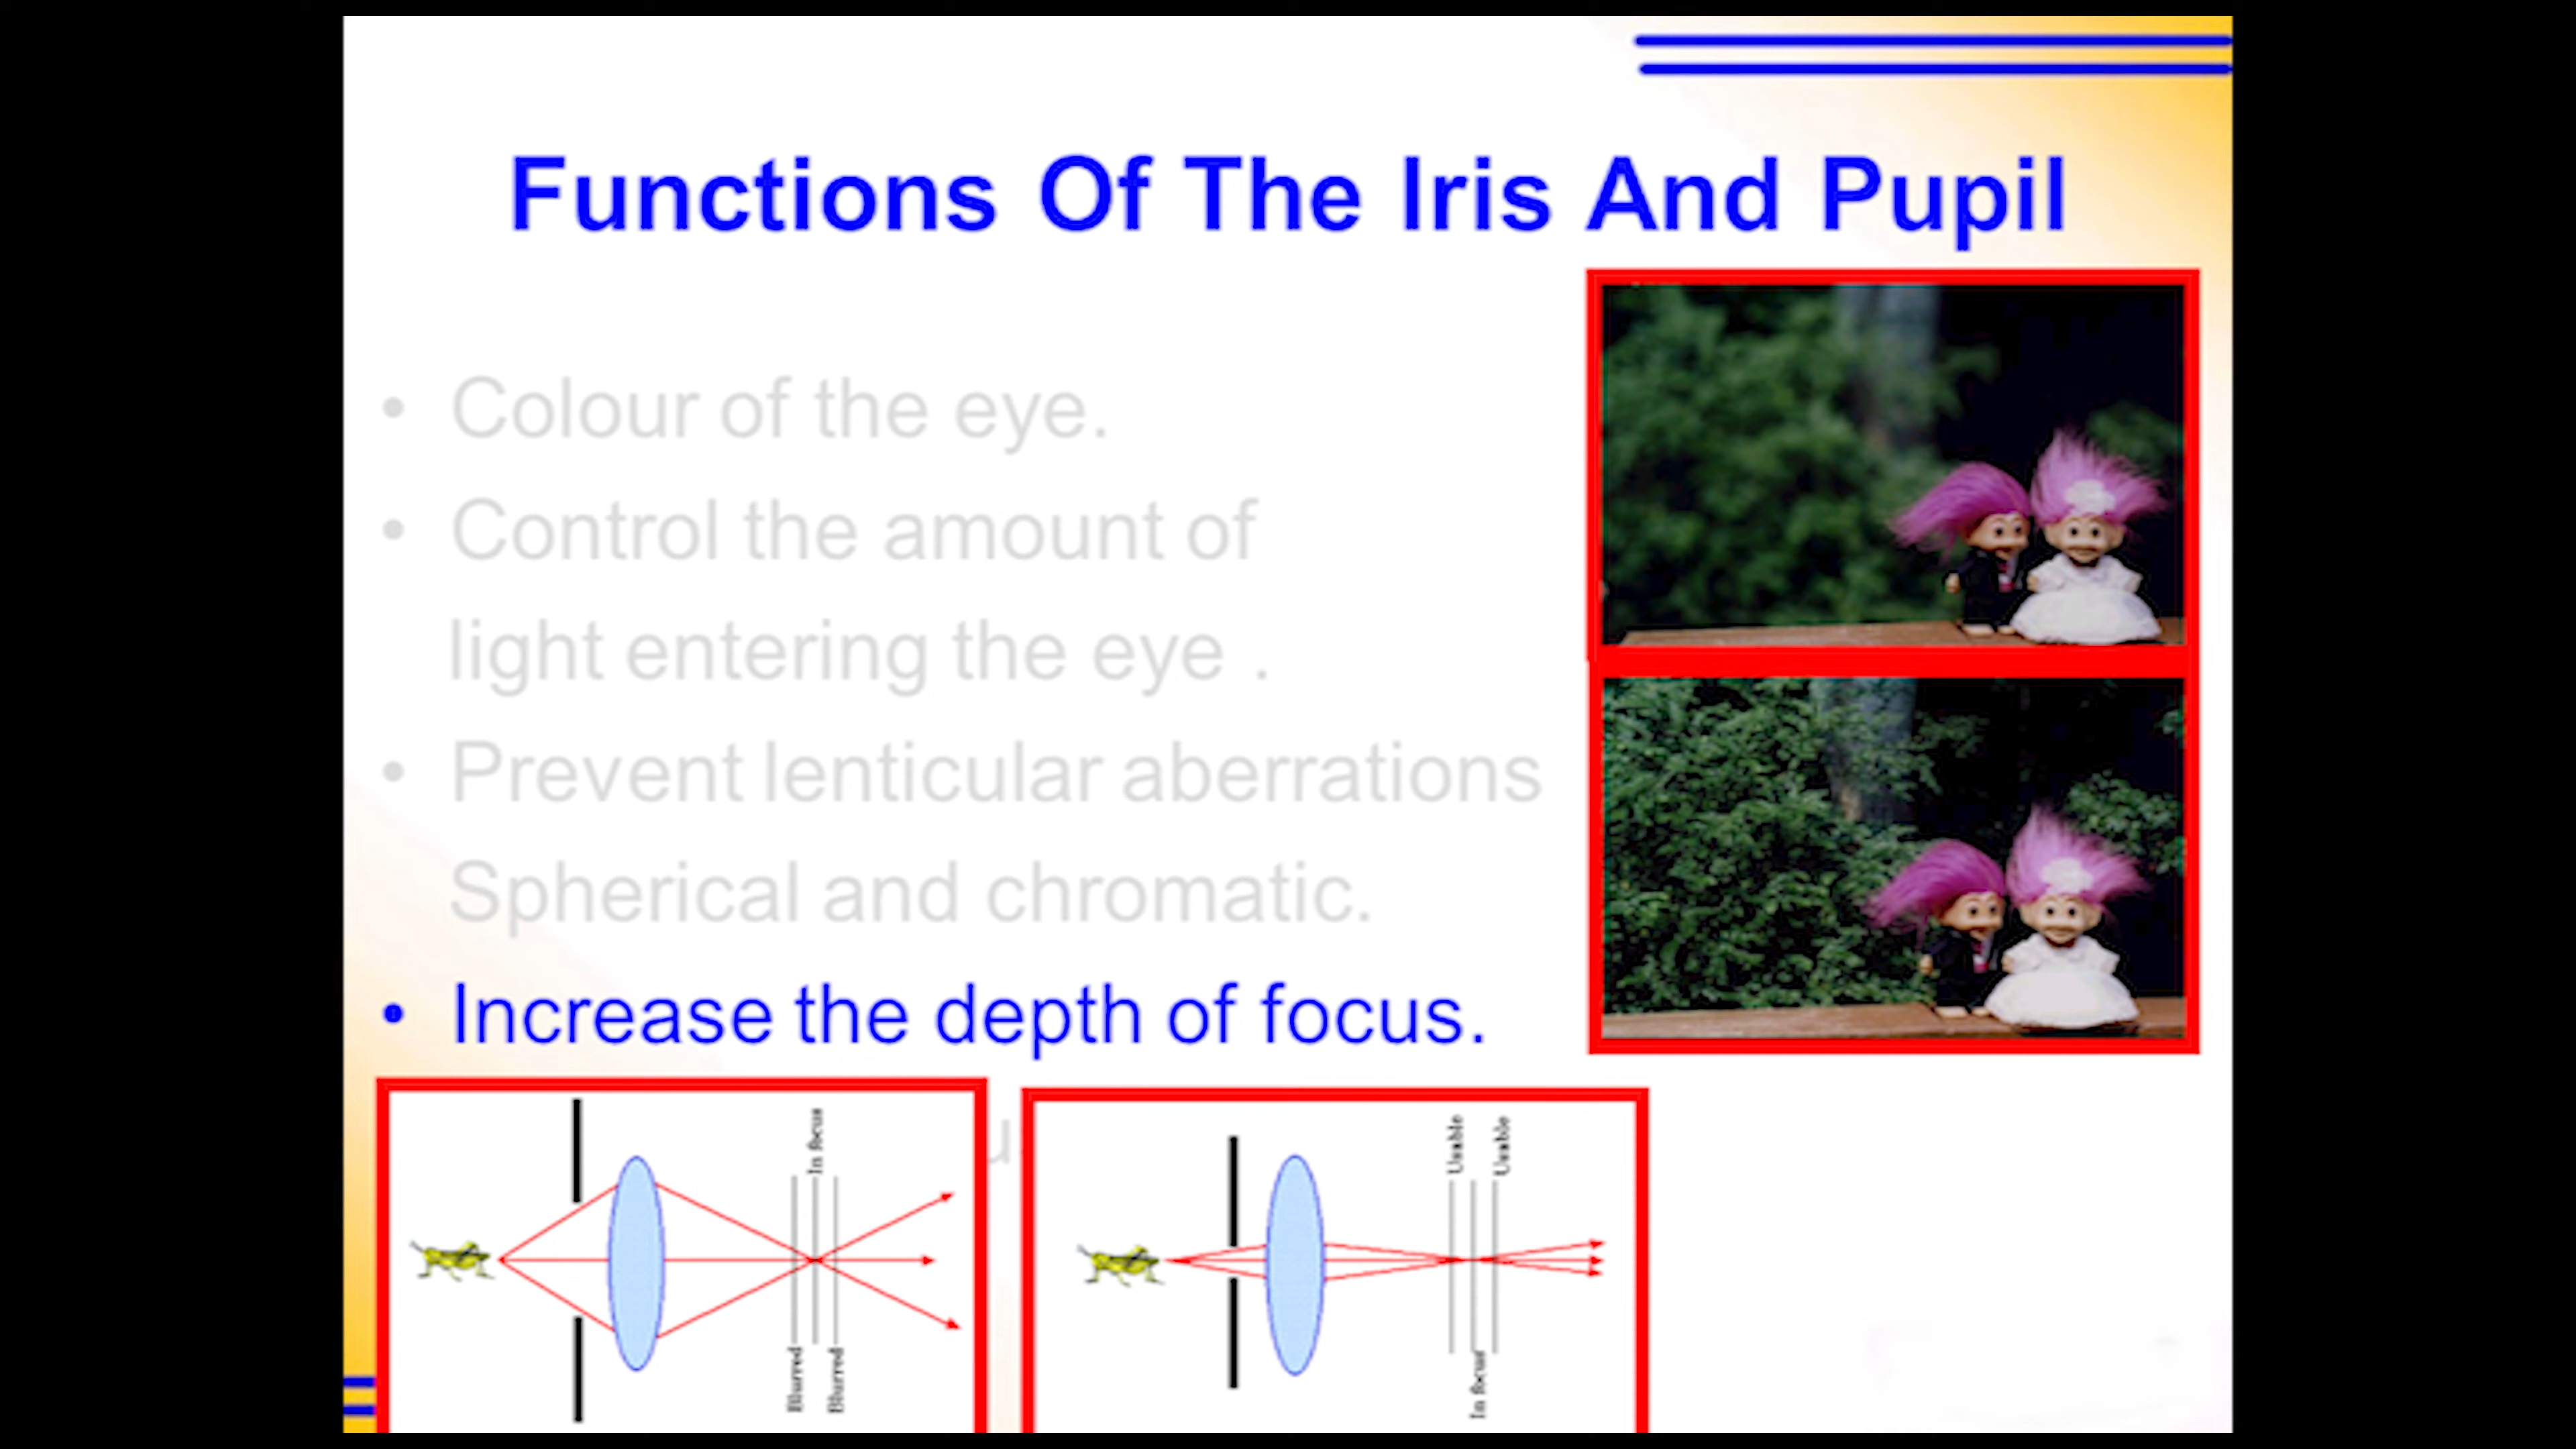 Functions Of The Iris And Pupil
• Colour of the eye.
• Control the amount of
light entering the eye .
• Prevent lenticular aberrations
Spherical and chromatic.
• Increase the depth of focus.
In focus
Blurred
Blurred
Usable
Usable
In focus